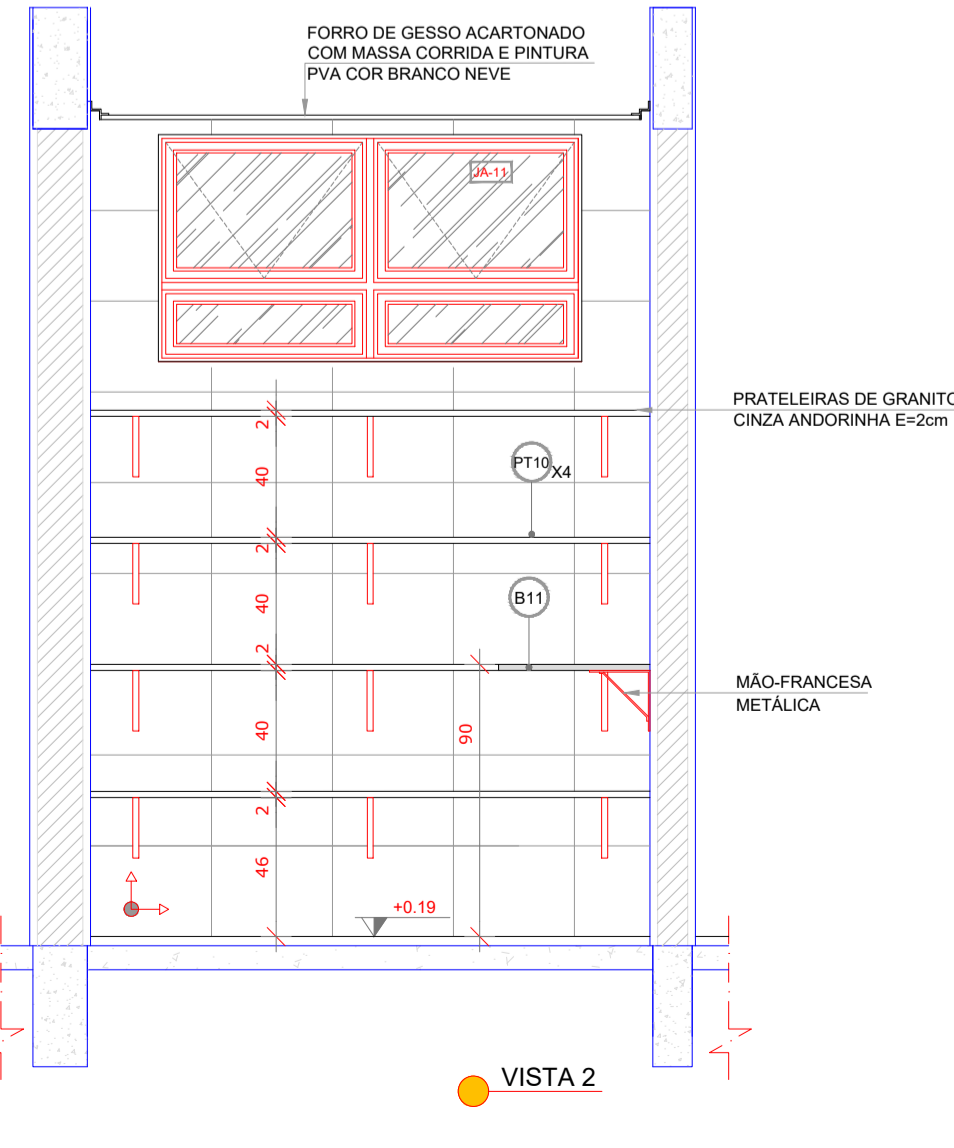 FORRO DE GESSO ACARTONADO
COM MASSA CORRIDA E PINTURA
PVA COR BRANCO NEVE
JA-11
PRATELEIRAS DE GRANITO
CINZA ANDORINHA E=2cm
2
40
PT10 X4
2
40
B11
2
MÃO-FRANCESA
METÁLICA
40
90
2
46
+0.19
VISTA 2